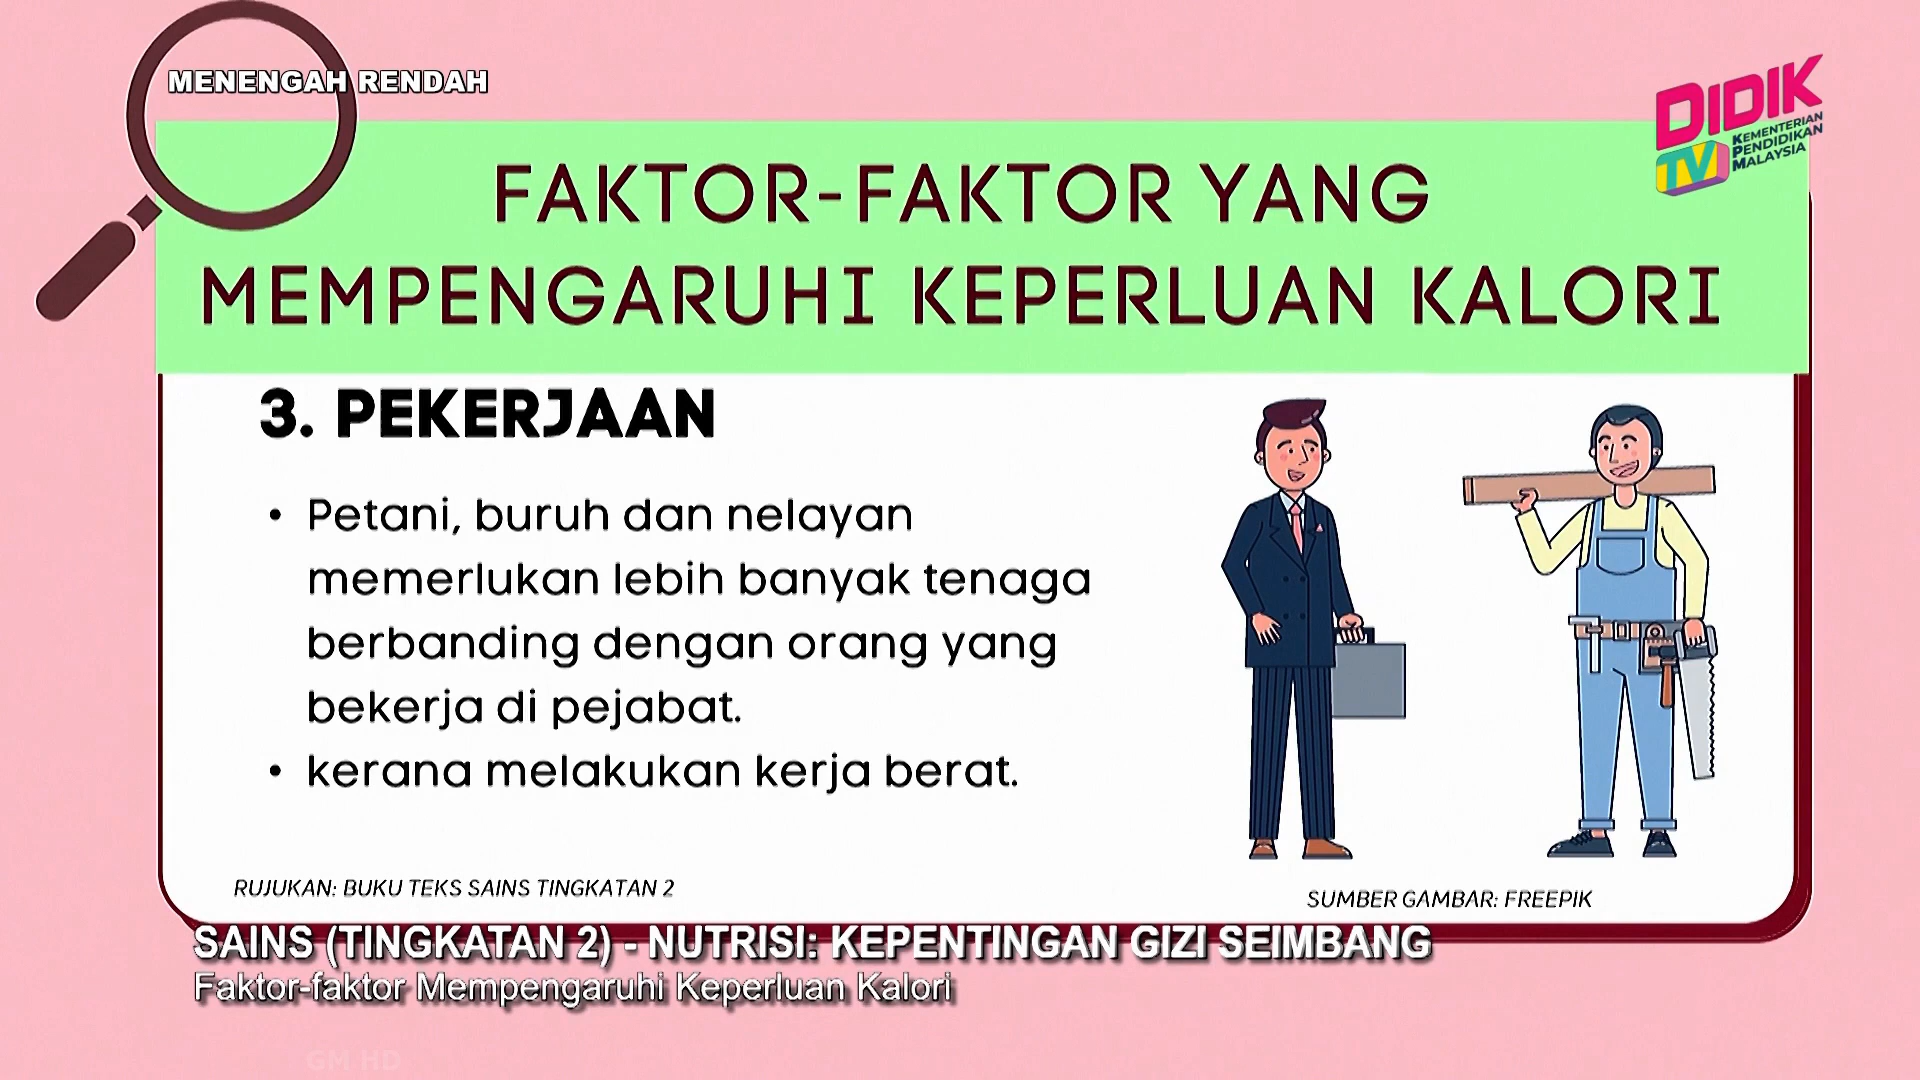 MENENGAH RENDAH
DIDIK
TV
KEMENTERIAN
PENDIDIKAN
MALAYSIA
FAKTOR-FAKTOR YANG
MEMPENGARUHI KEPERLUAN KALORI
3. PEKERJAAN
• Petani, buruh dan nelayan
memerlukan lebih banyak tenaga
berbanding dengan orang yang
bekerja di pejabat.
• kerana melakukan kerja berat.
RUJUKAN: BUKU TEKS SAINS TINGKATAN 2
SUMBER GAMBAR: FREEPIK
SAINS (TINGKATAN 2) - NUTRISI: KEPENTINGAN GIZI SEIMBANG
Faktor-faktor Mempengaruhi Keperluan Kalori
GM HD